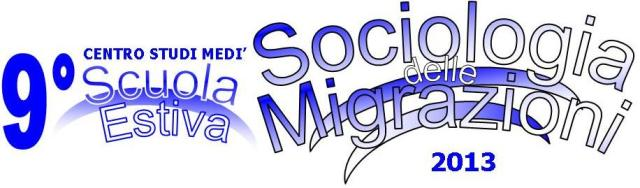 9°
CENTRO STUDI MEDI'
Scuola
Estiva
Sociologia
delle
Migrazioni
2013